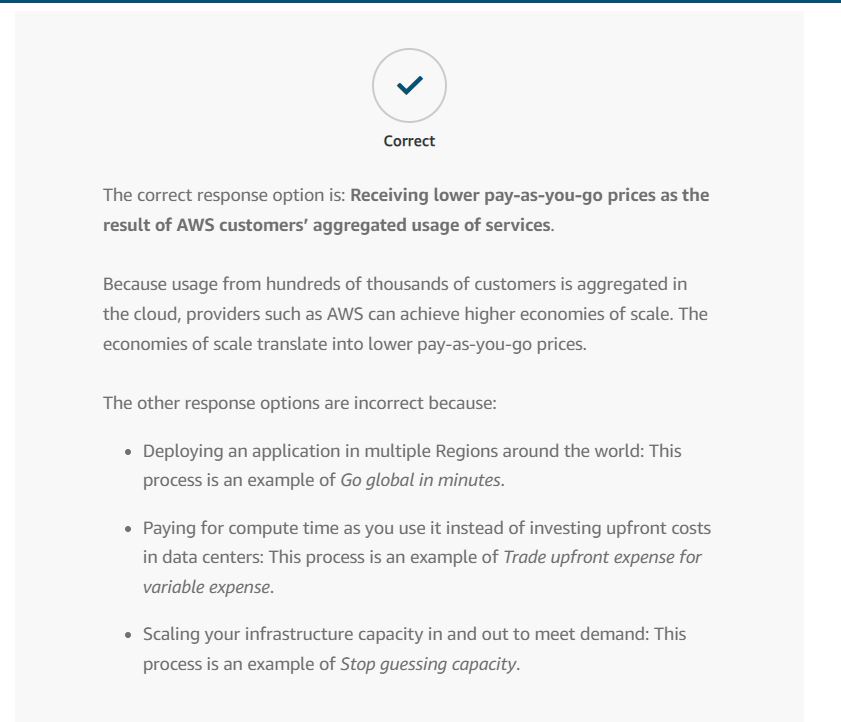 Correct
The correct response option is: Receiving lower pay-as-you-go prices as the
result of AWS customers’ aggregated usage of services.
Because usage from hundreds of thousands of customers is aggregated in
the cloud, providers such as AWS can achieve higher economies of scale. The
economies of scale translate into lower pay-as-you-go prices.
The other response options are incorrect because:
• Deploying an application in multiple Regions around the world: This
process is an example of Go global in minutes.
• Paying for compute time as you use it instead of investing upfront costs
in data centers: This process is an example of Trade upfront expense for
variable expense.
• Scaling your infrastructure capacity in and out to meet demand: This
process is an example of Stop guessing capacity.